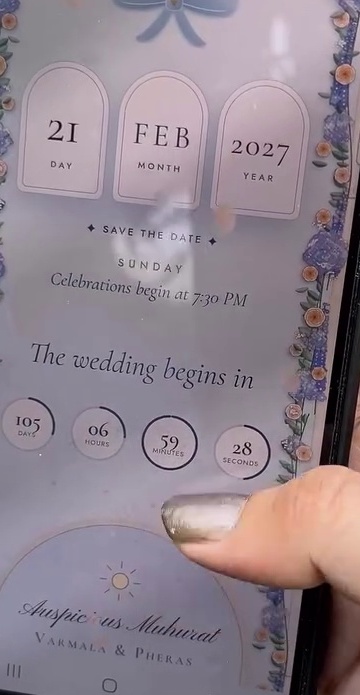 21
DAY
FEB
MONTH
2027
YEAR
✦ SAVE THE DATE ✦
SUNDAY
Celebrations begin at 7:30 PM
The wedding begins in
105
DAYS
06
HOURS
59
MINUTES
28
SECONDS
Auspicious Muhurat
VARMALA & PHERAS